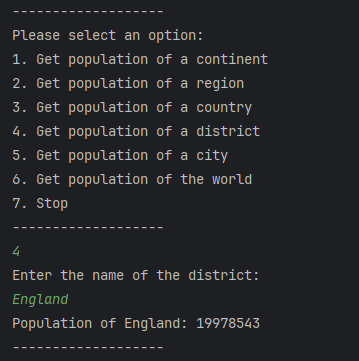 -------------------
Please select an option:
1. Get population of a continent
2. Get population of a region
3. Get population of a country
4. Get population of a district
5. Get population of a city
6. Get population of the world
7. Stop
-------------------
4
Enter the name of the district:
England
Population of England: 19978543
-------------------